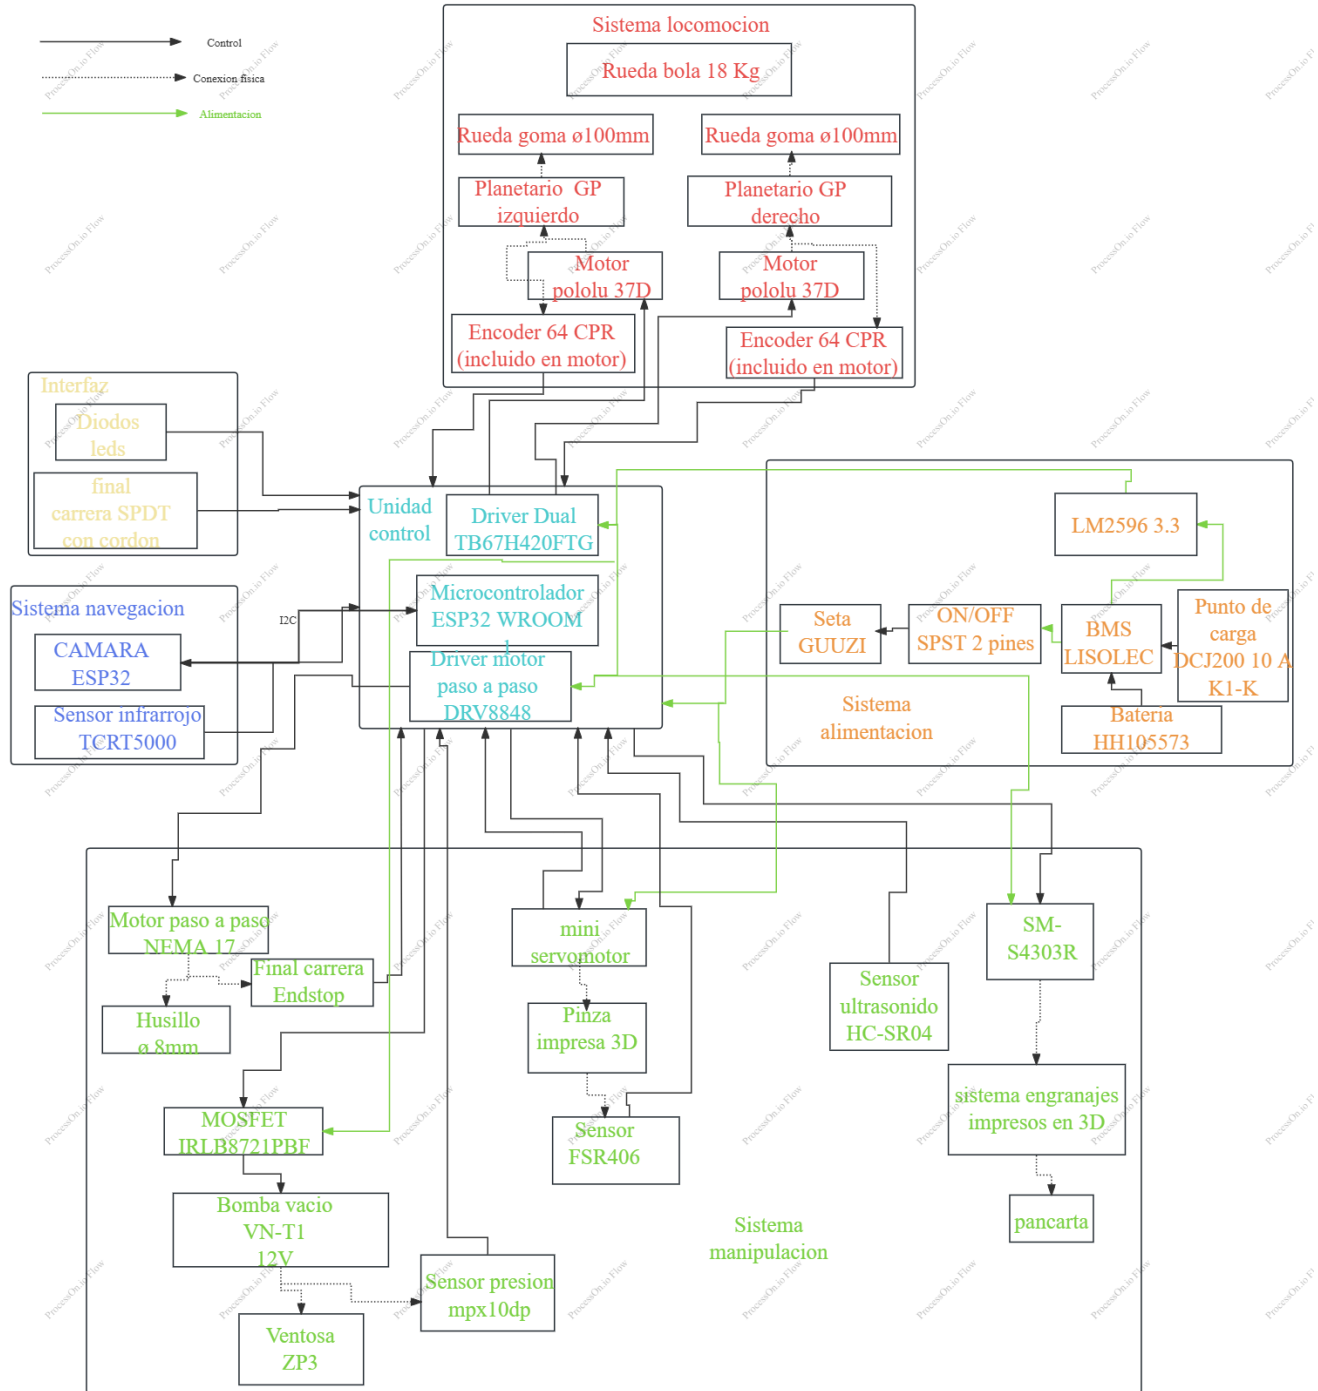 Control
Conexion física
Alimentacion
Sistema locomocion
Rueda bola 18 Kg
Rueda goma ø100mm
Rueda goma ø100mm
Planetario GP
izquierdo
Planetario GP
derecho
Motor
pololu 37D
Motor
pololu 37D
Encoder 64 CPR
(incluido en motor)
Encoder 64 CPR
(incluido en motor)
Interfaz
Diodos
leds
final
carrera SPDT
con cordon
Unidad
control
Driver Dual
TB67H420FTG
Microcontrolador
ESP32 WROOM
1
Driver motor
paso a paso
DRV8848
Sistema navegacion
I2C
CAMARA
ESP32
Sensor infrarrojo
TCRT5000
LM2596 3.3
Seta
GUUZI
ON/OFF
SPST 2 pines
BMS
LISOLEC
Punto de
carga
DCJ200 10 A
K1-K
Sistema
alimentacion
Bateria
HH105573
Motor paso a paso
NEMA 17
Final carrera
Endstop
Husillo
ø 8mm
mini
servomotor
Pinza
impresa 3D
Sensor
FSR406
Sensor
ultrasonido
HC-SR04
SM-
S4303R
sistema engranajes
impresos en 3D
pancarta
MOSFET
IRLB8721PBF
Bomba vacio
VN-T1
12V
Sensor presion
mpx10dp
Ventosa
ZP3
Sistema
manipulacion
ProcessOn.io Flow